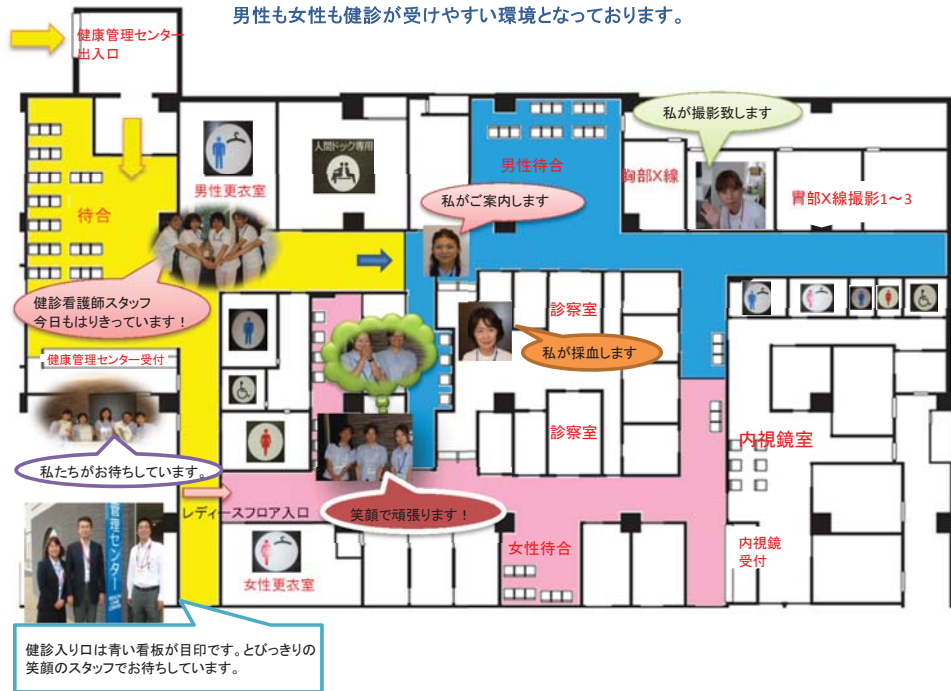 男性も女性も健診が受けやすい環境となっております。
健康管理センター
出入口
私が撮影致します
人間ドック専用
男性待合
胸部X線
男性更衣室
胃部X線撮影1～3
私がご案内します
待合
健診看護師スタッフ
今日もはりきっています！
診察室
私が採血します
健康管理センター受付
診察室
内視鏡室
私たちがお待ちしています。
レディースフロア入口
笑顔で頑張ります！
管理センター
女性待合
内視鏡
受付
女性更衣室
健診入り口は青い看板が目印です。とびっきりの
笑顔のスタッフでお待ちしています。